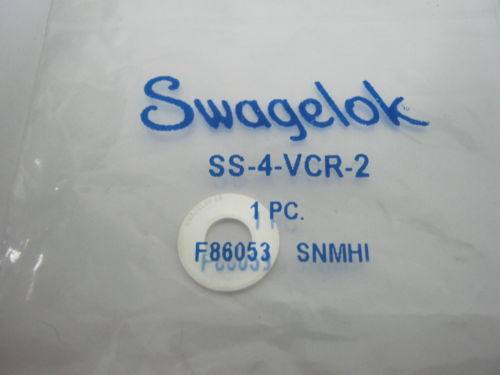 Swagelok
SS-4-VCR-2
1 PC.
F86053 SNMHI